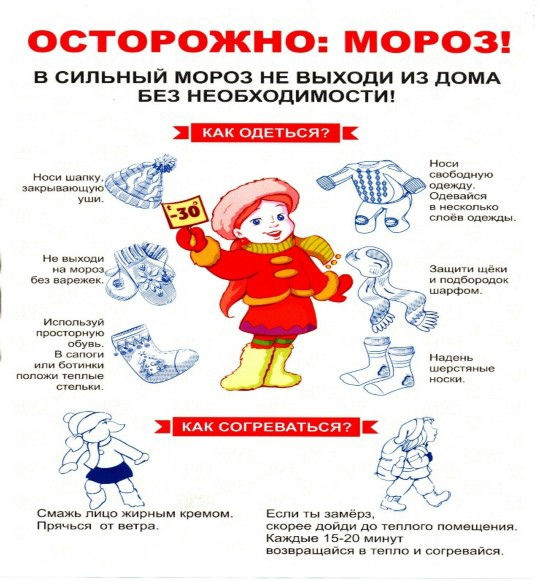 ОСТОРОЖНО: МОРОЗ!
В СИЛЬНЫЙ МОРОЗ НЕ ВЫХОДИ ИЗ ДОМА
БЕЗ НЕОБХОДИМОСТИ!
КАК ОДЕТЬСЯ?
Носи шапку,
закрывающую
уши.
Носи
свободную
одежду.
Одевайся
в несколько
слоёв одежды.
-30°
Не выходи
на мороз
без варежек.
Защити щёки
и подбородок
шарфом.
Используй
просторную
обувь.
В сапоги
или ботинки
положи теплые
стельки.
Надень
шерстяные
носки.
КАК СОГРЕВАТЬСЯ?
Смажь лицо жирным кремом.
Прячься от ветра.
Если ты замёрз,
скорее дойди до теплого помещения.
Каждые 15-20 минут
возвращайся в тепло и согревайся.